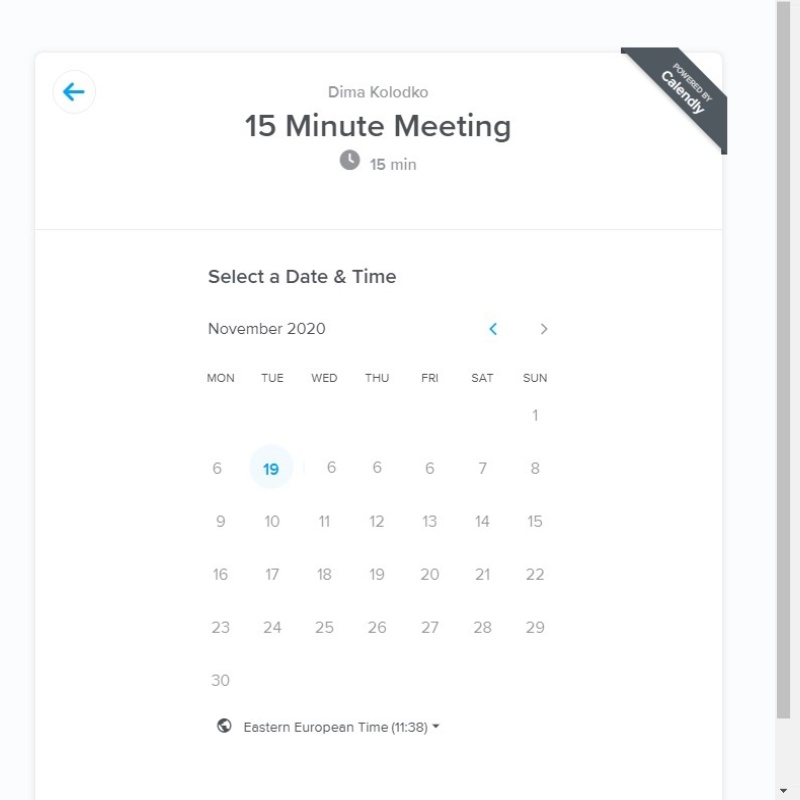 POWERED BY
Calendly
Dima Kolodko
15 Minute Meeting
15 min
Select a Date & Time
November 2020
MON TUE WED THU FRI SAT SUN
1
6 19 6 6 6 7 8
9 10 11 12 13 14 15
16 17 18 19 20 21 22
23 24 25 26 27 28 29
30
Eastern European Time (11:38)